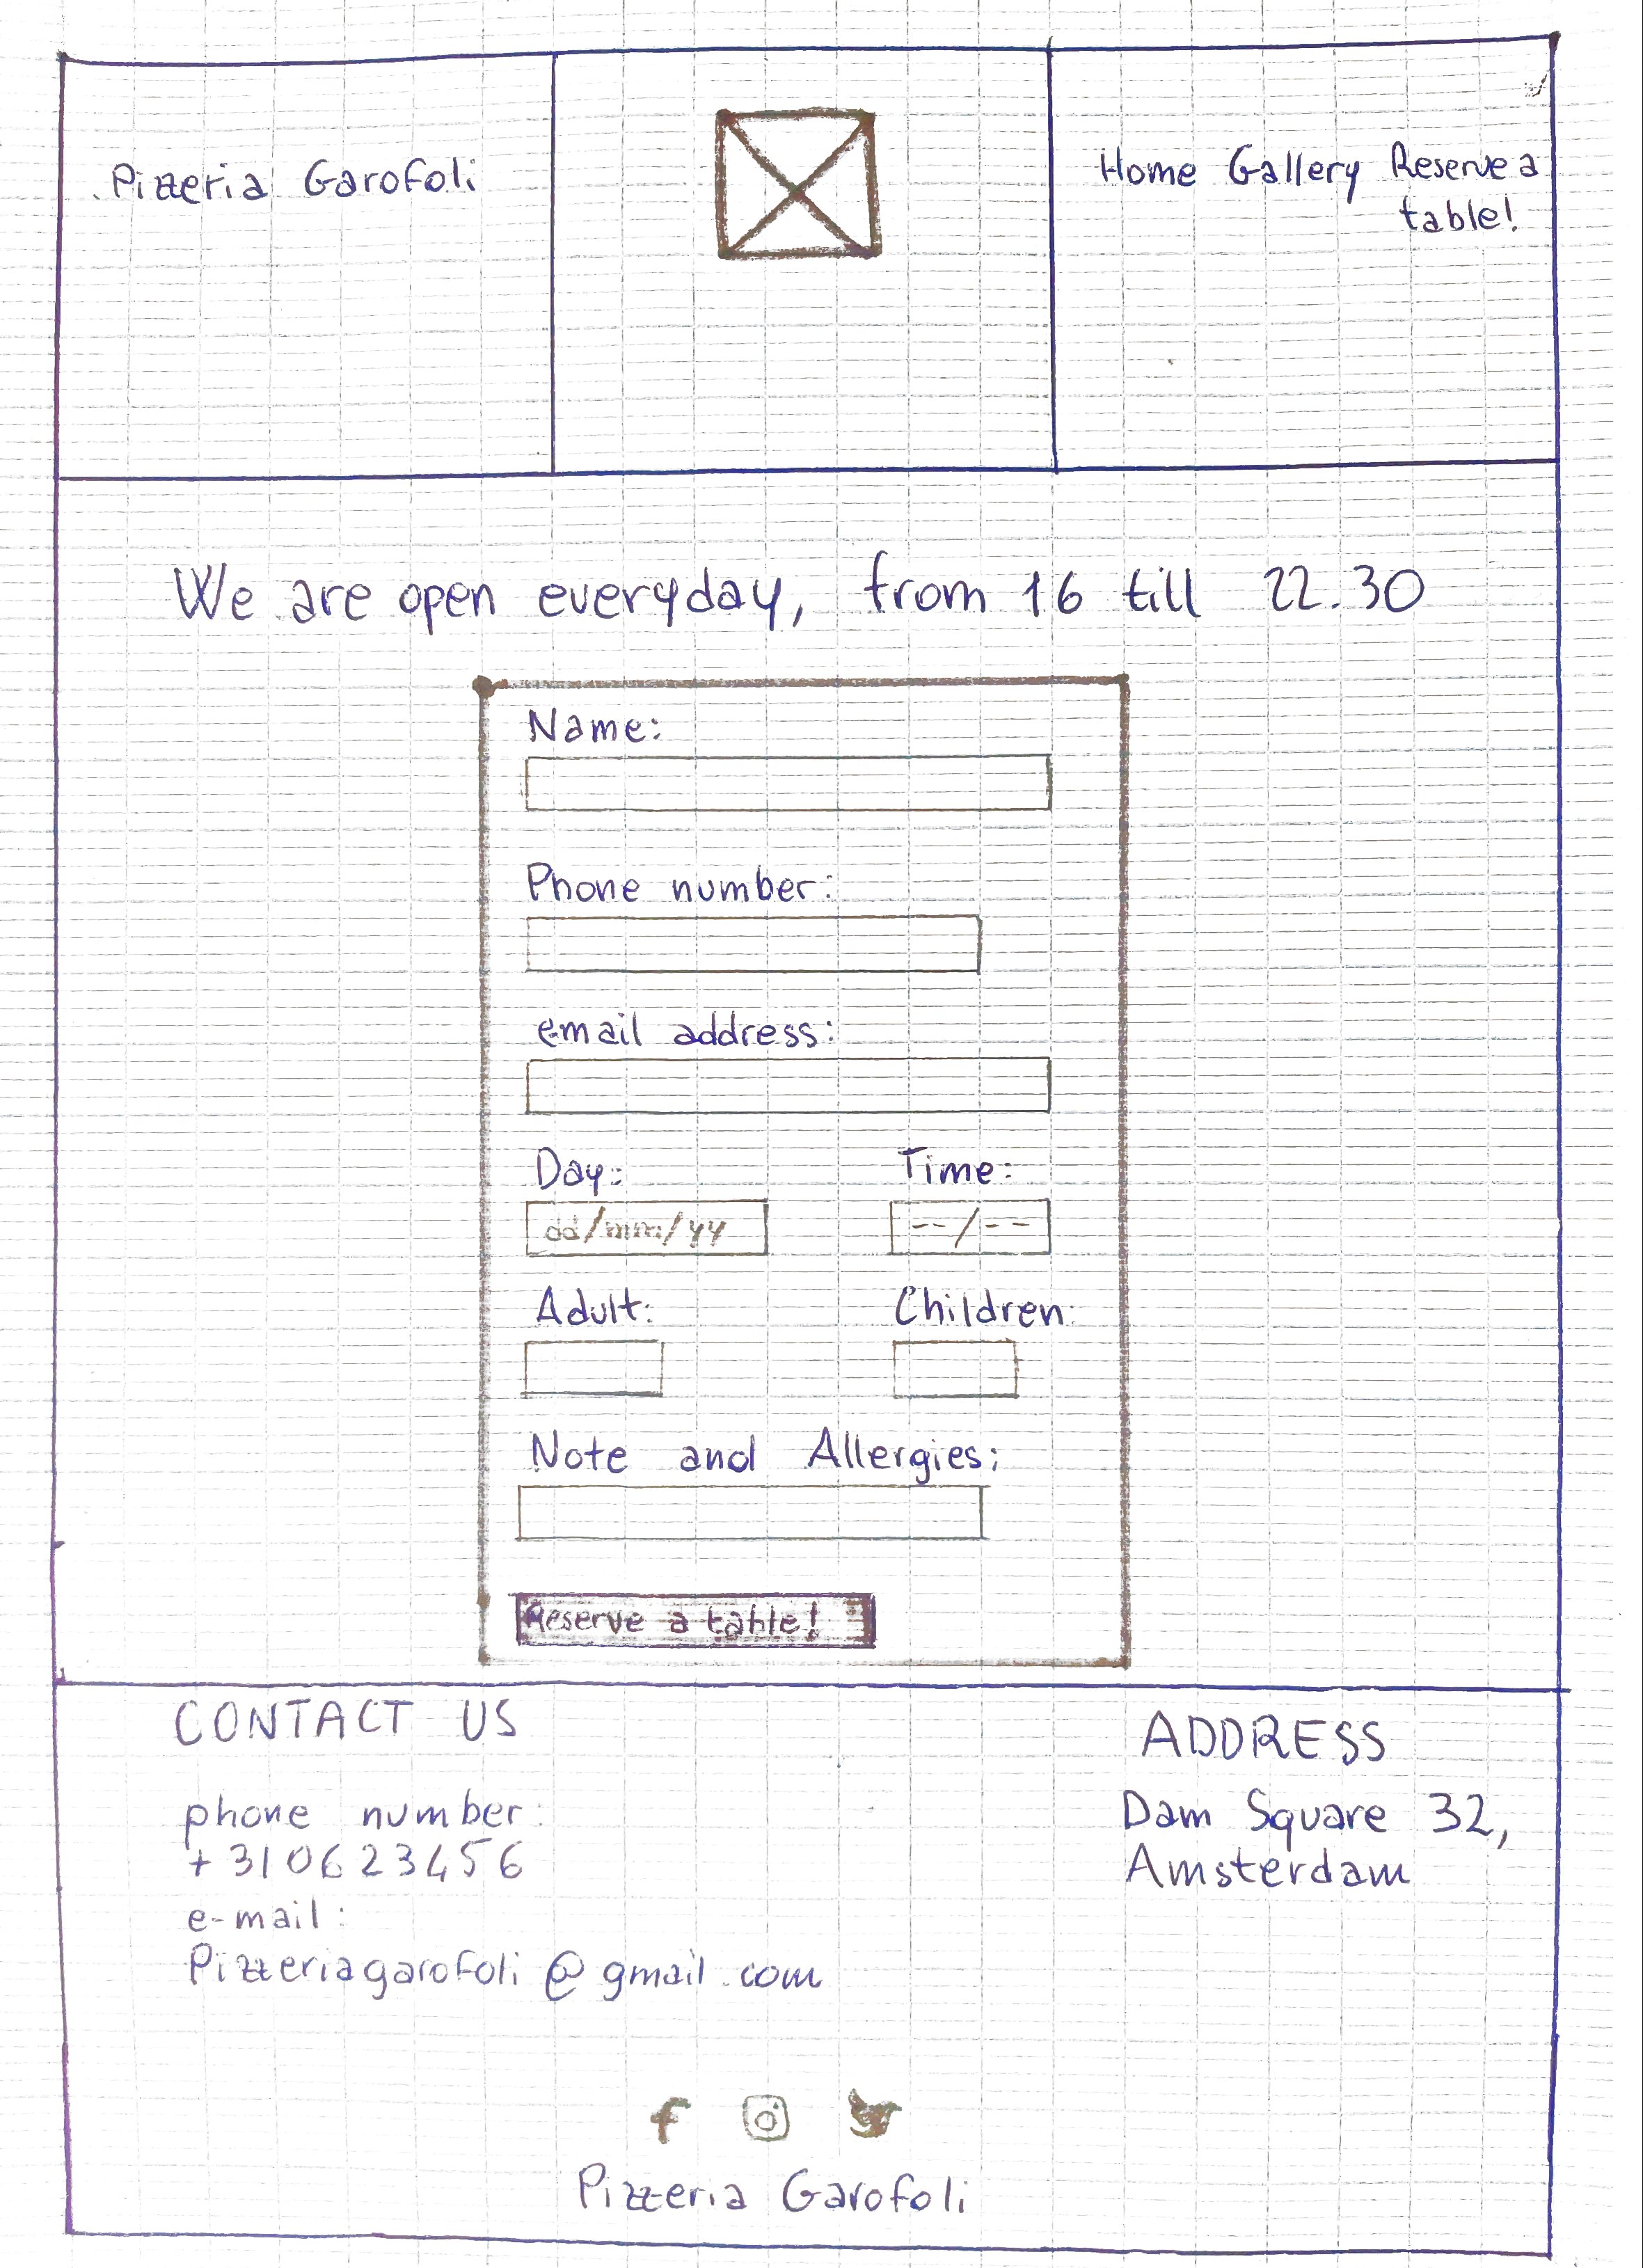 Pizzeria Garofoli
Home Gallery Reserve a
table!
We are open everyday, from 16 till 22.30
Name:
Phone number:
email address:
Day: Time:
dd/mm/yy --/--
Adult: Children:
Note and Allergies:
Reserve a table!
CONTACT US
ADDRESS
phone number:
+310623456
e-mail:
Pizzeriagarofoli@gmail.com
Dam Square 32,
Amsterdam
Pizzeria Garofoli